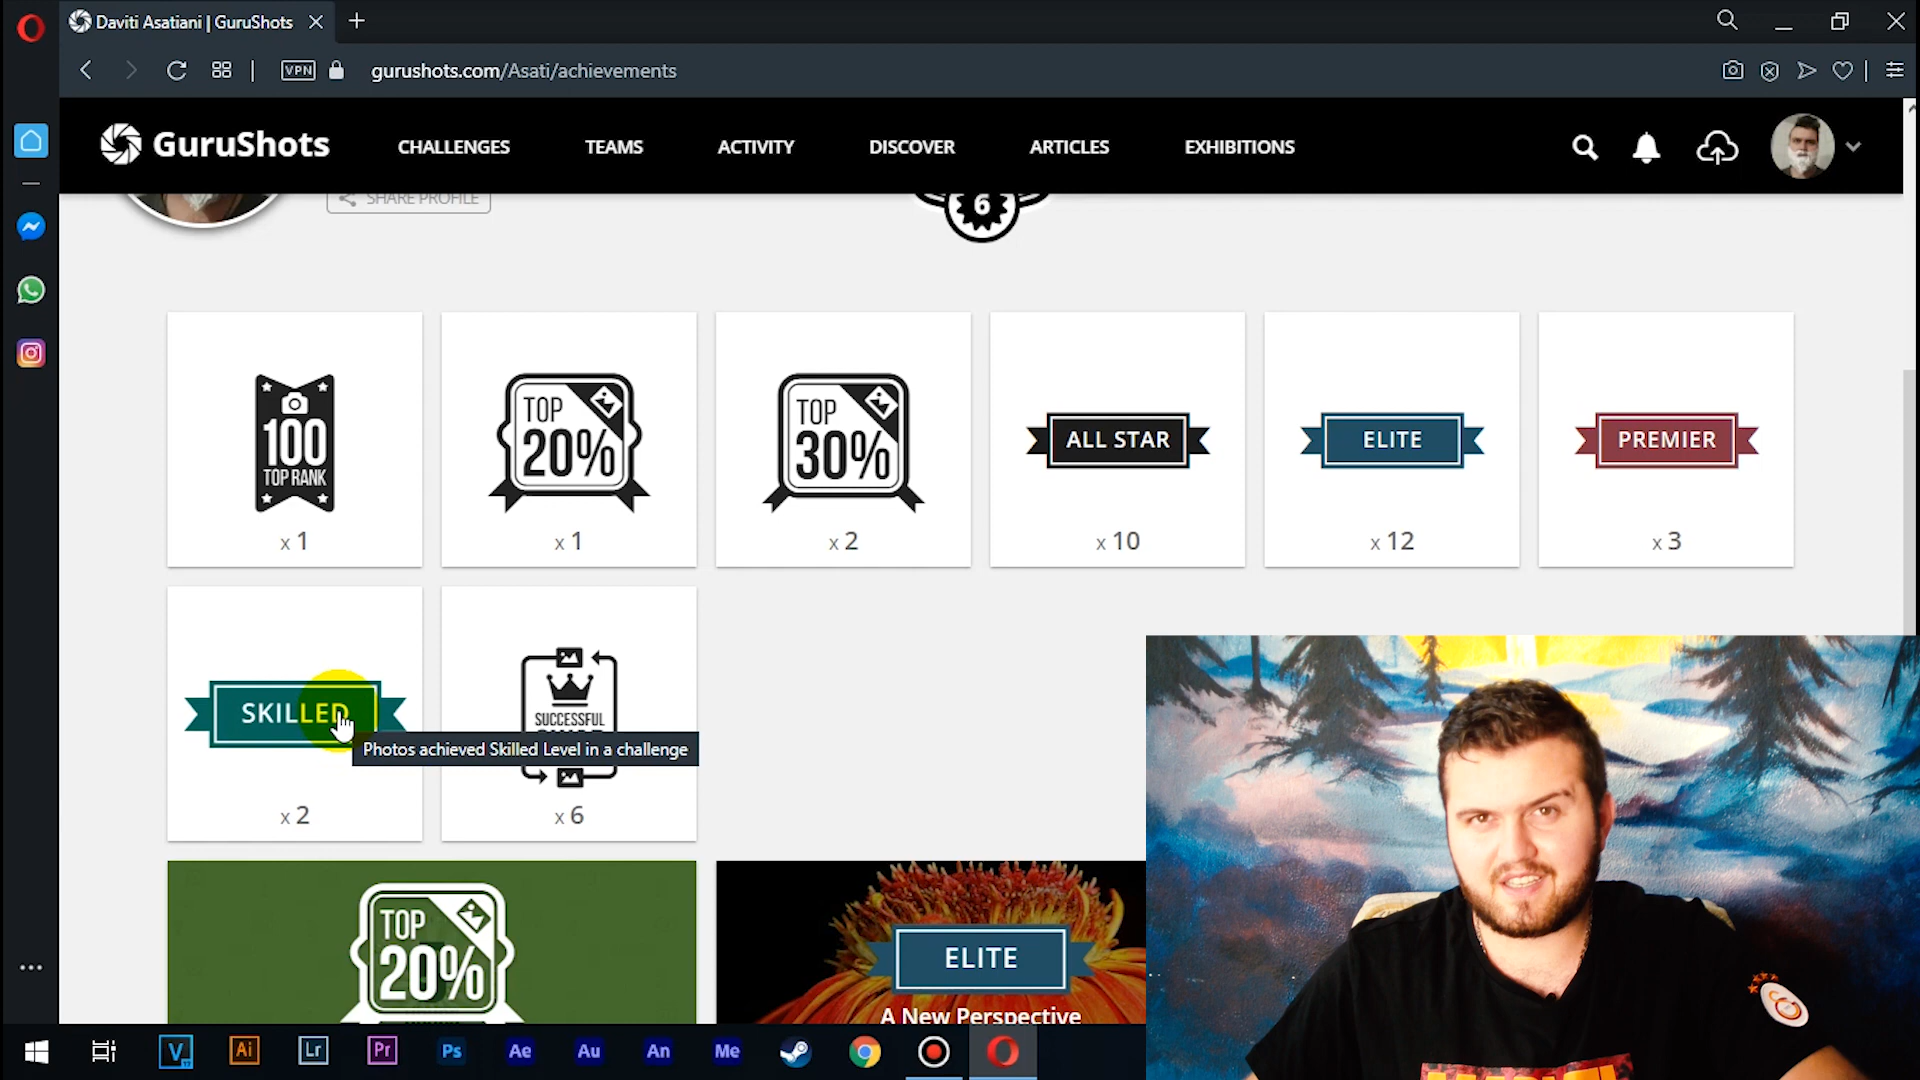 Daviti Asatiani | GuruShots
VPN
gurushots.com/Asati/achievements
GuruShots
CHALLENGES
TEAMS
ACTIVITY
DISCOVER
ARTICLES
EXHIBITIONS
SHARE PROFILE
6
100
TOP RANK
x 1
TOP
20%
x 1
TOP
30%
x 2
ALL STAR
x 10
ELITE
x 12
PREMIER
x 3
SKILLED
x 2
SUCCESSFUL
Photos achieved Skilled Level in a challenge
x 6
TOP
20%
ELITE
A New Perspective
V
Ai
Lr
Pr
Ps
Ae
Au
An
Me